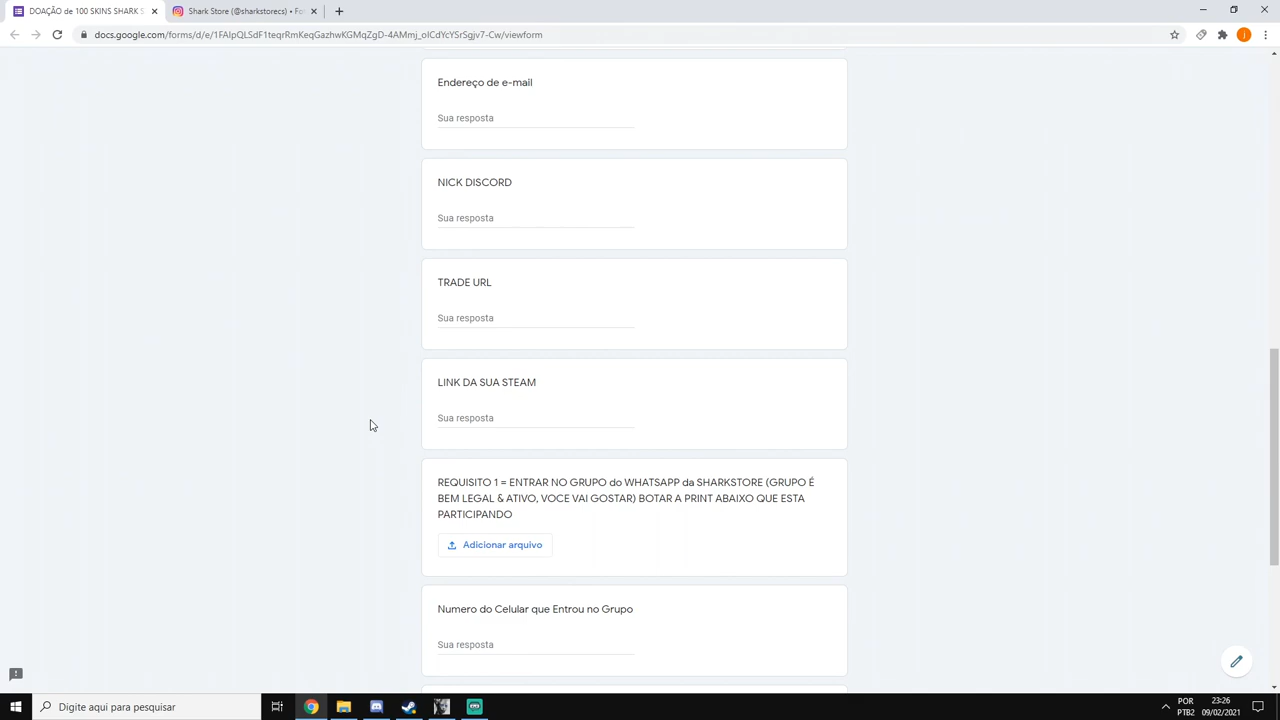 DOAÇÃO de 100 SKINS SHARK S
Shark Store (@sharkstorecs) • Fo
docs.google.com/forms/d/e/1FAIpQLSdF1teqrRmKeqGazhwKGMqZgD-4AMmj_oICdYcYSrSgjv7-Cw/viewform
j
Endereço de e-mail
Sua resposta
NICK DISCORD
Sua resposta
TRADE URL
Sua resposta
LINK DA SUA STEAM
Sua resposta
REQUISITO 1 = ENTRAR NO GRUPO do WHATSAPP da SHARKSTORE (GRUPO É
BEM LEGAL & ATIVO, VOCE VAI GOSTAR) BOTAR A PRINT ABAIXO QUE ESTA
PARTICIPANDO
Adicionar arquivo
Numero do Celular que Entrou no Grupo
Sua resposta
Digite aqui para pesquisar
POR
PTB2
23:26
09/02/2021